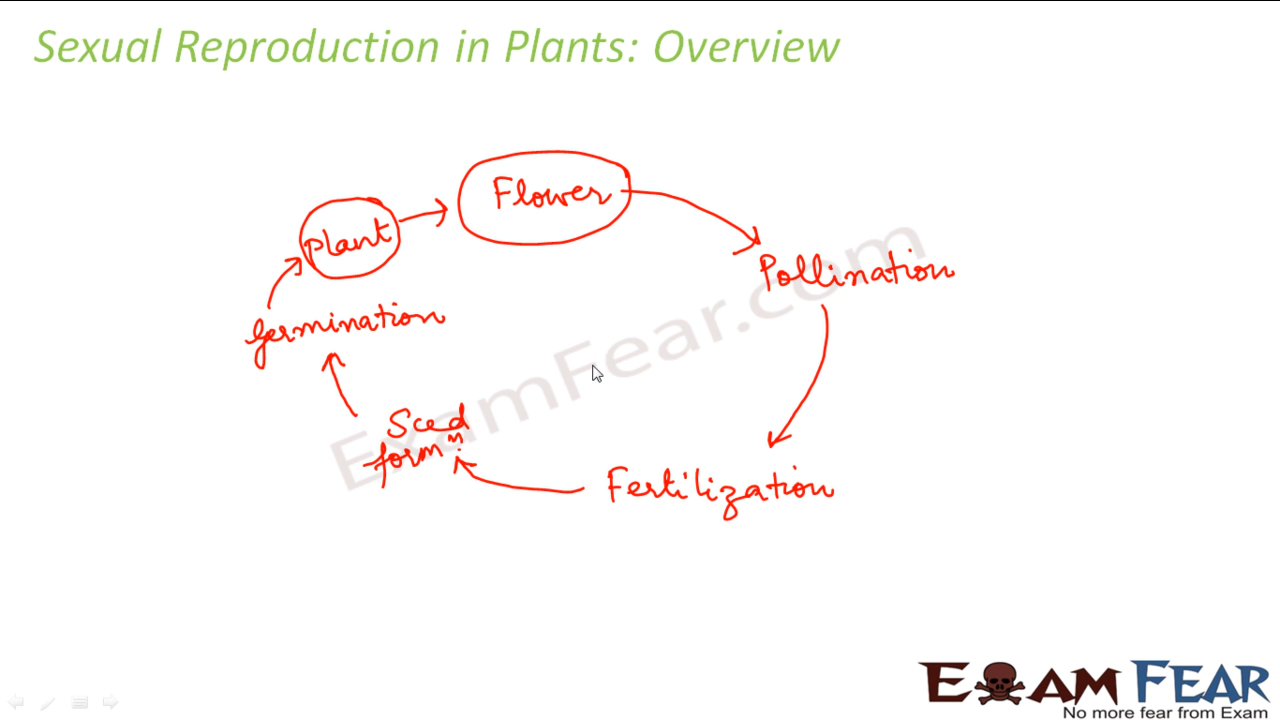 Sexual Reproduction in Plants: Overview
Flower
Plant
Pollination
Germination
Seed
formn
Fertilization
ExamFear.com
EXAM FEAR
No more fear from Exam